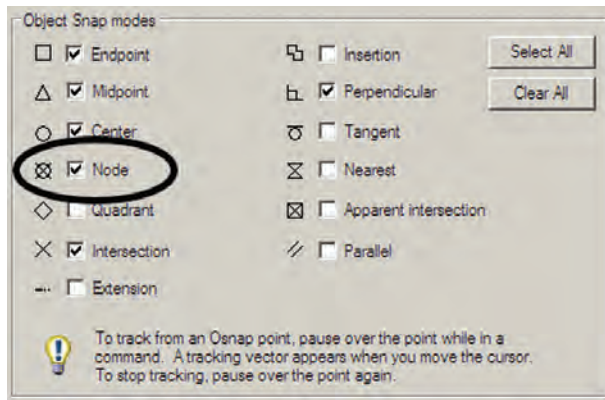 Object Snap modes
Endpoint
Midpoint
Center
Node
Quadrant
Intersection
Extension
Insertion
Perpendicular
Tangent
Nearest
Apparent intersection
Parallel
Select All
Clear All
To track from an Osnap point, pause over the point while in a
command. A tracking vector appears when you move the cursor.
To stop tracking, pause over the point again.